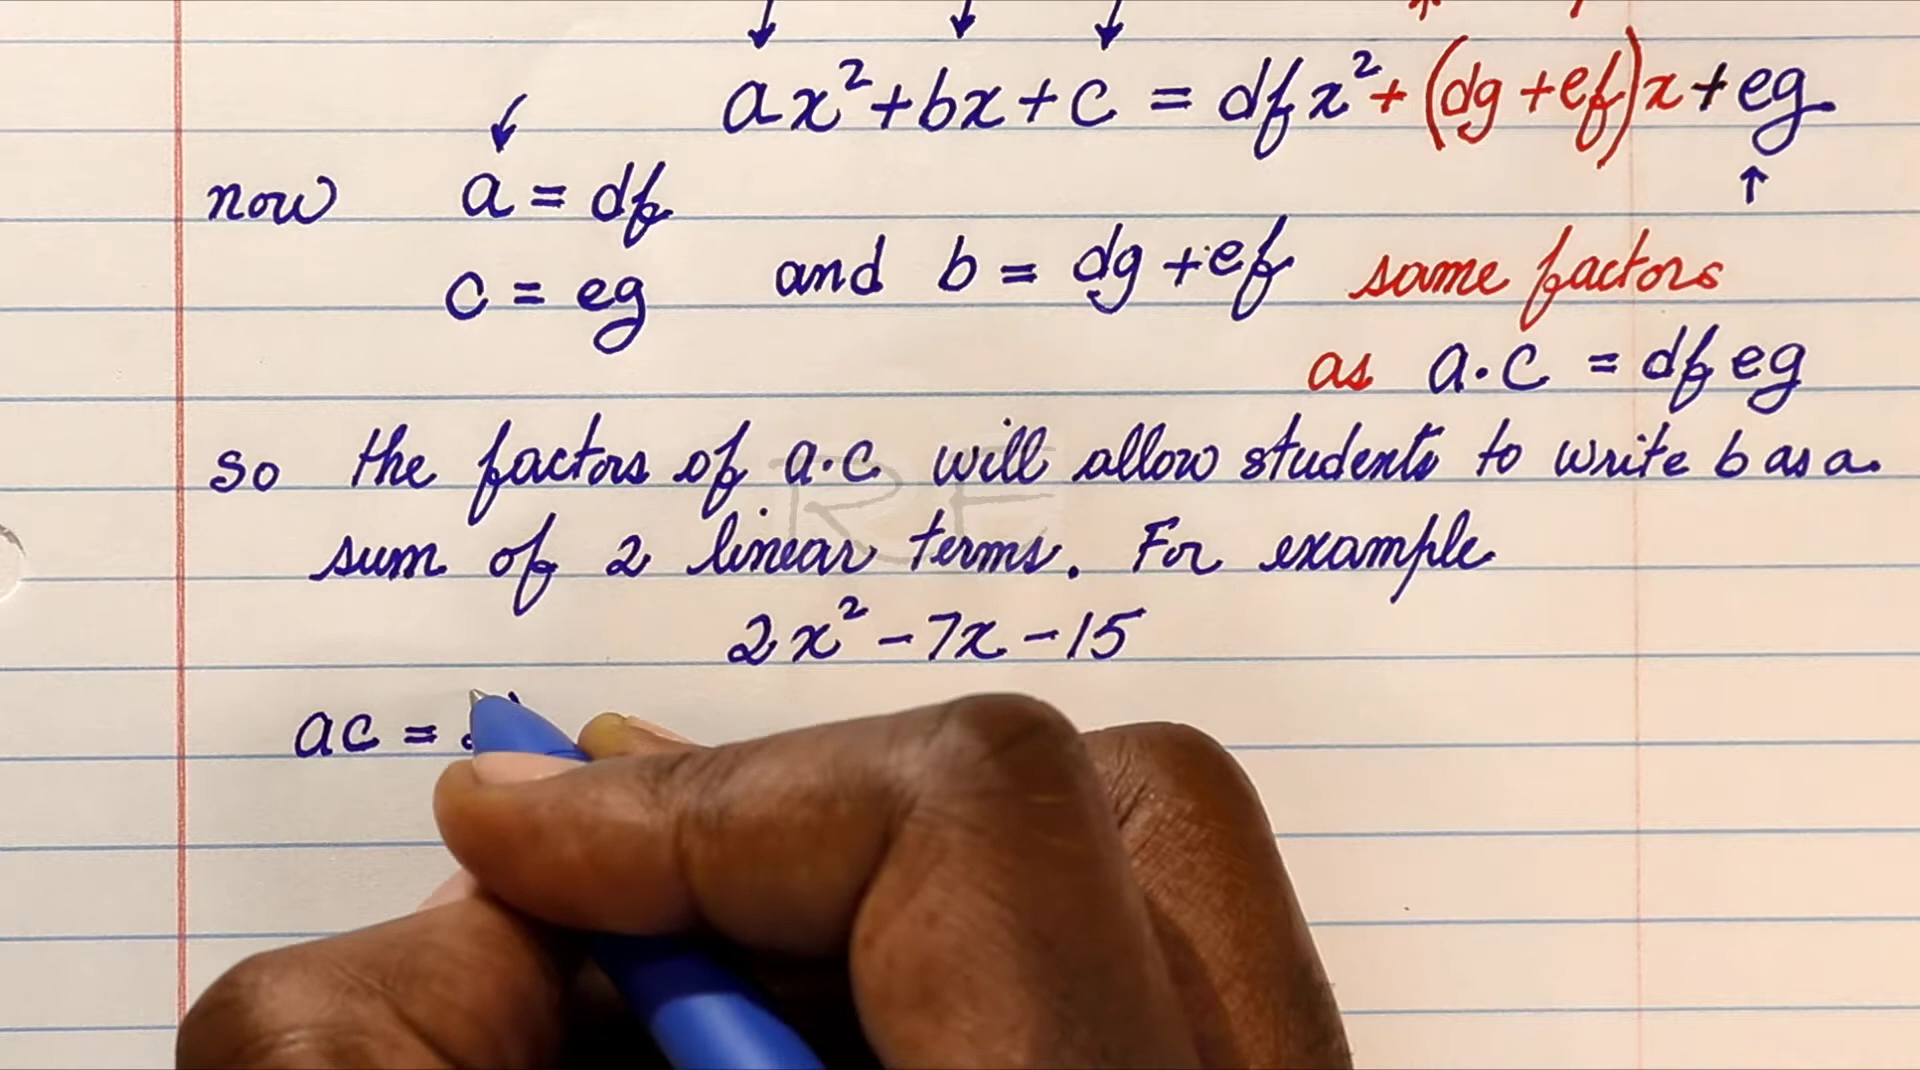 ax² + bx + c = dfx² + (dg + ef)x + eg
now a = df
c = eg and b = dg + ef same factors
as a·c = dfeg
so the factors of a·c will allow students to write b as a
sum of 2 linear terms. For example
2x² - 7x - 15
ac =